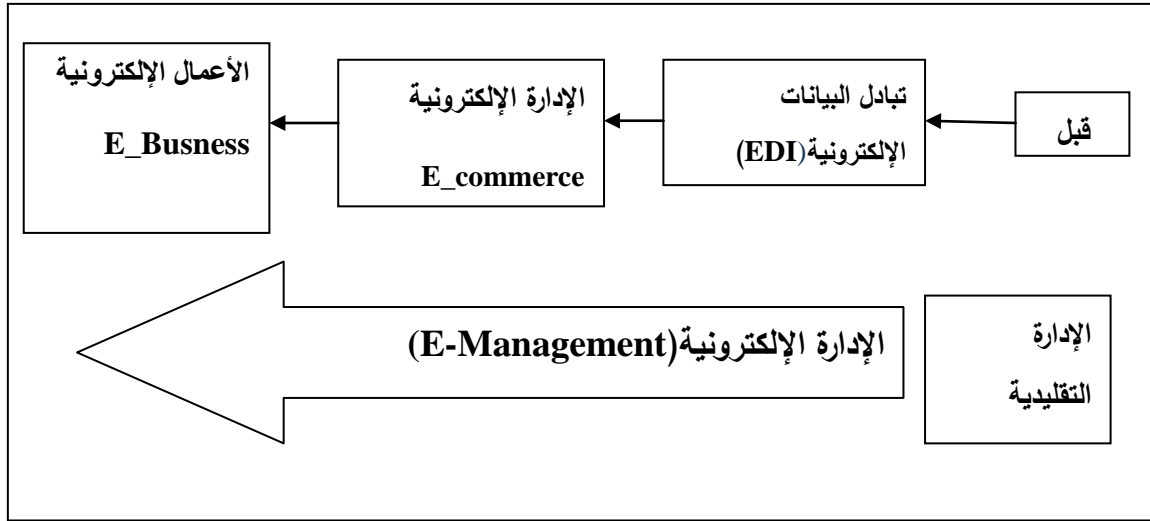 قبل
تبادل البيانات
الإلكترونية(EDI)
الإدارة الإلكترونية
E_commerce
الأعمال الإلكترونية
E_Busness
الإدارة
التقليدية
الإدارة الإلكترونية(E-Management)